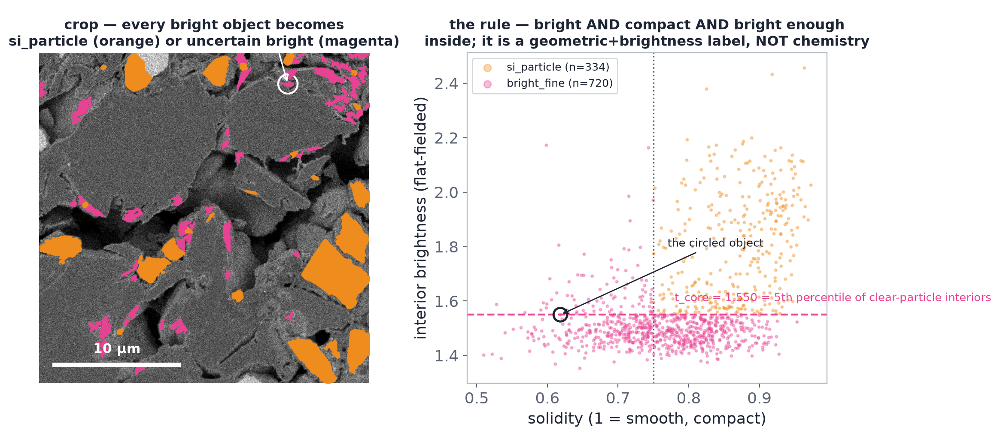 crop — every bright object becomes
si_particle (orange) or uncertain bright (magenta)
10 µm
the rule — bright AND compact AND bright enough
inside; it is a geometric+brightness label, NOT chemistry
si_particle (n=334)
bright_fine (n=720)
the circled object
t_core = 1.550 = 5th percentile of clear-particle interiors
interior brightness (flat-fielded)
2.4
2.2
2.0
1.8
1.6
1.4
0.5 0.6 0.7 0.8 0.9
solidity (1 = smooth, compact)